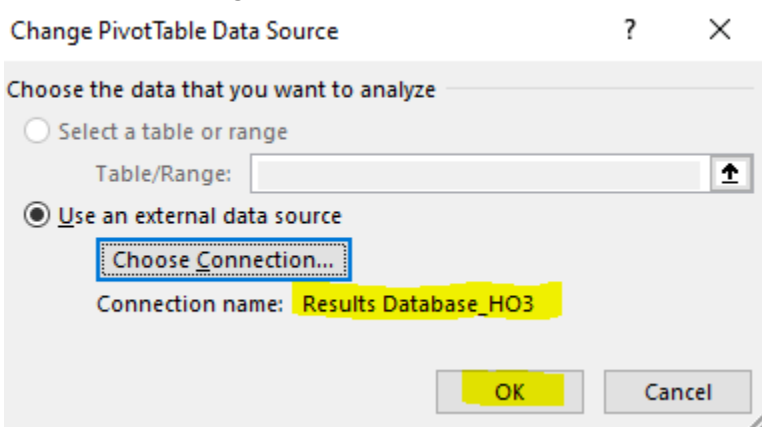 Change PivotTable Data Source ?
Choose the data that you want to analyze
Select a table or range
Table/Range:
Use an external data source
Choose Connection...
Connection name: Results Database_HO3
OK Cancel